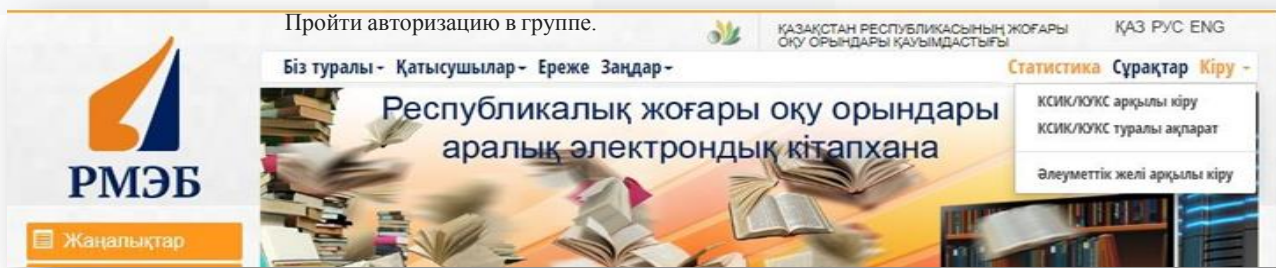 Пройти авторизацию в группе.
ҚАЗАҚСТАН РЕСПУБЛИКАСЫНЫҢ ЖОҒАРЫ
ОҚУ ОРЫНДАРЫ ҚАУЫМДАСТЫҒЫ
ҚАЗ РУС ENG
Біз туралы Қатысушылар Ереже Заңдар
Статистика Сұрақтар Кіру
КСИК/КУКС арқылы кіру
КСИК/КУКС туралы ақпарат
Әлеуметтік желі арқылы кіру
Республикалық жоғары оқу орындары
аралық электрондық кітапхана
РМЭБ
Жаңалықтар